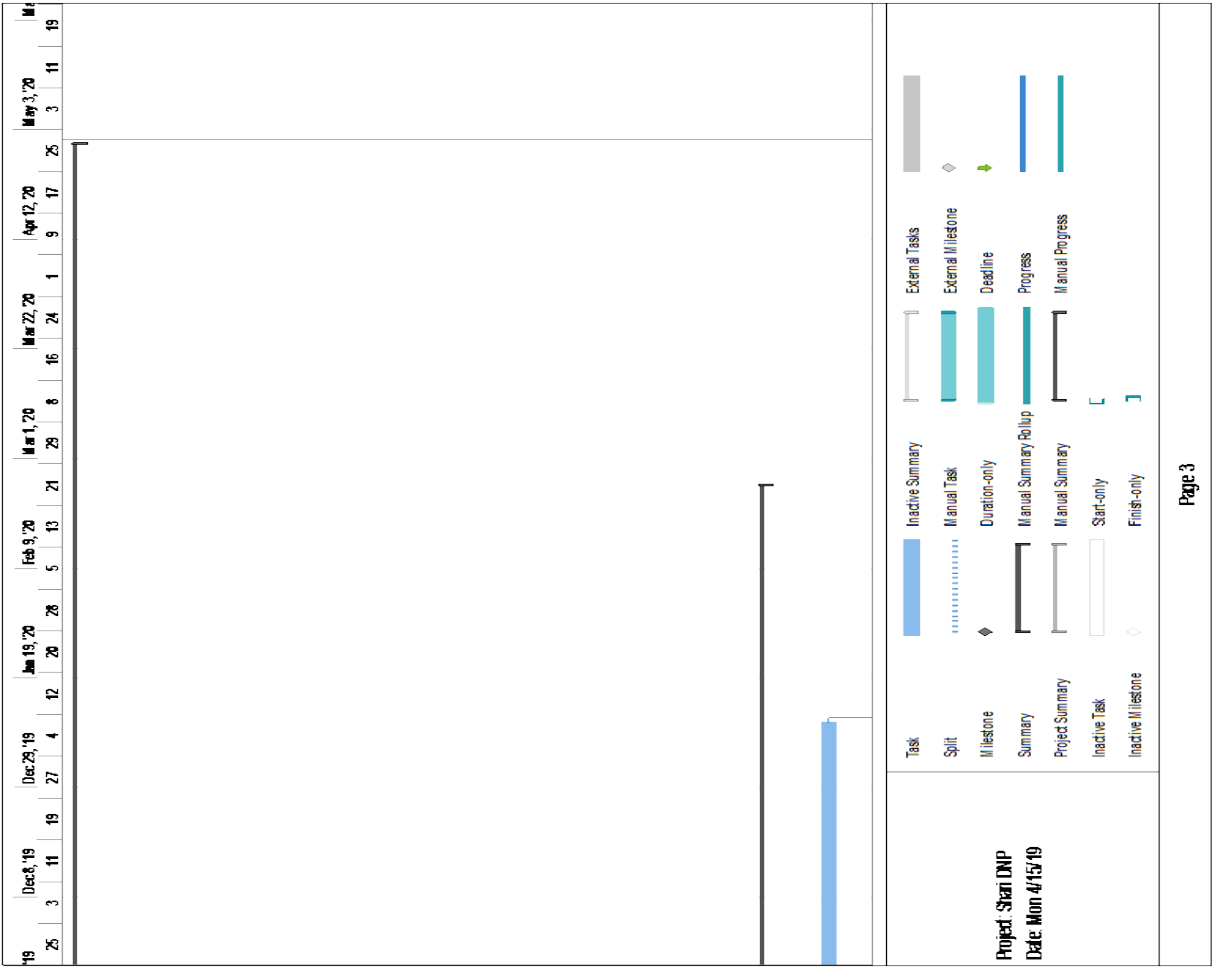 '19 Dec 8, '19 Dec 29, '19 Jan 19, '20 Feb 9, '20 Mar 1, '20 Mar 22, '20 Apr 12, '20 May 3, '20
25 3 11 19 27 4 12 20 28 5 13 21 29 8 16 24 1 9 17 25 3 11 19
Project: Shari DNP
Date: Mon 4/15/19
Task
Split
Milestone
Summary
Project Summary
Inactive Task
Inactive Milestone
Inactive Summary
Manual Task
Duration-only
Manual Summary Rollup
Manual Summary
Start-only
Finish-only
External Tasks
External Milestone
Deadline
Progress
Manual Progress
Page 3